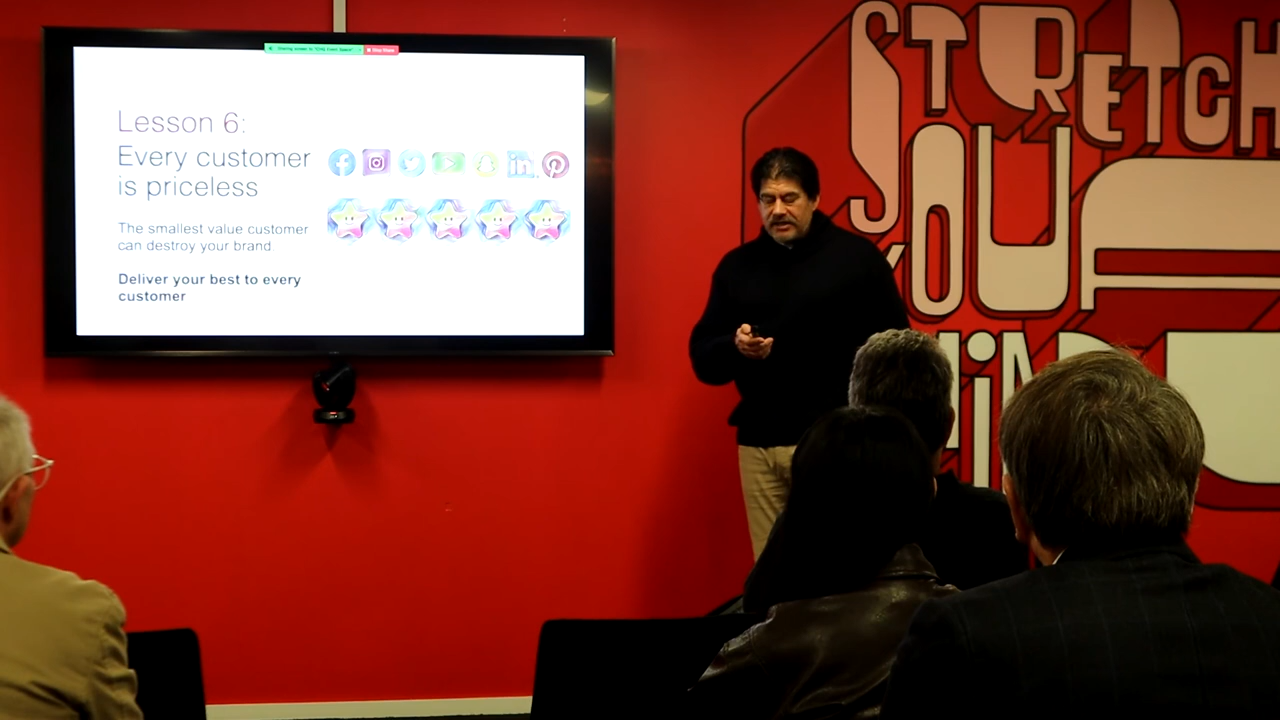 Lesson 6:
Every customer
is priceless
The smallest value customer
can destroy your brand.
Deliver your best to every
customer
in
STRETCH
YOU